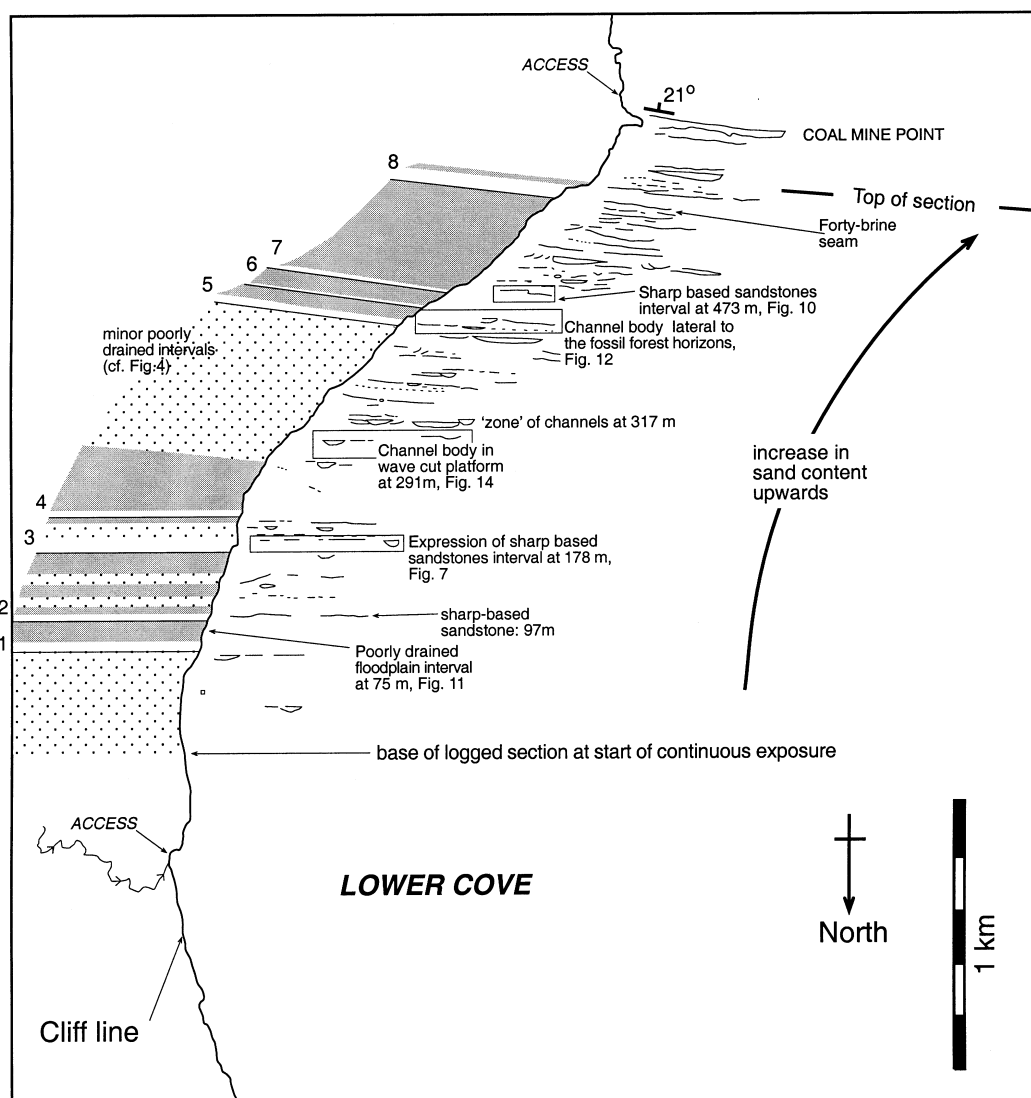 ACCESS
21°
COAL MINE POINT
8
Top of section
Forty-brine
seam
7
6
5
Sharp based sandstones
interval at 473 m, Fig. 10
Channel body lateral to
the fossil forest horizons,
Fig. 12
minor poorly
drained intervals
(cf. Fig.4)
'zone' of channels at 317 m
Channel body in
wave cut platform
at 291m, Fig. 14
increase in
sand content
upwards
4
3
Expression of sharp based
sandstones interval at 178 m,
Fig. 7
2
sharp-based
sandstone: 97m
1
Poorly drained
floodplain interval
at 75 m, Fig. 11
base of logged section at start of continuous exposure
ACCESS
LOWER COVE
North
1 km
Cliff line